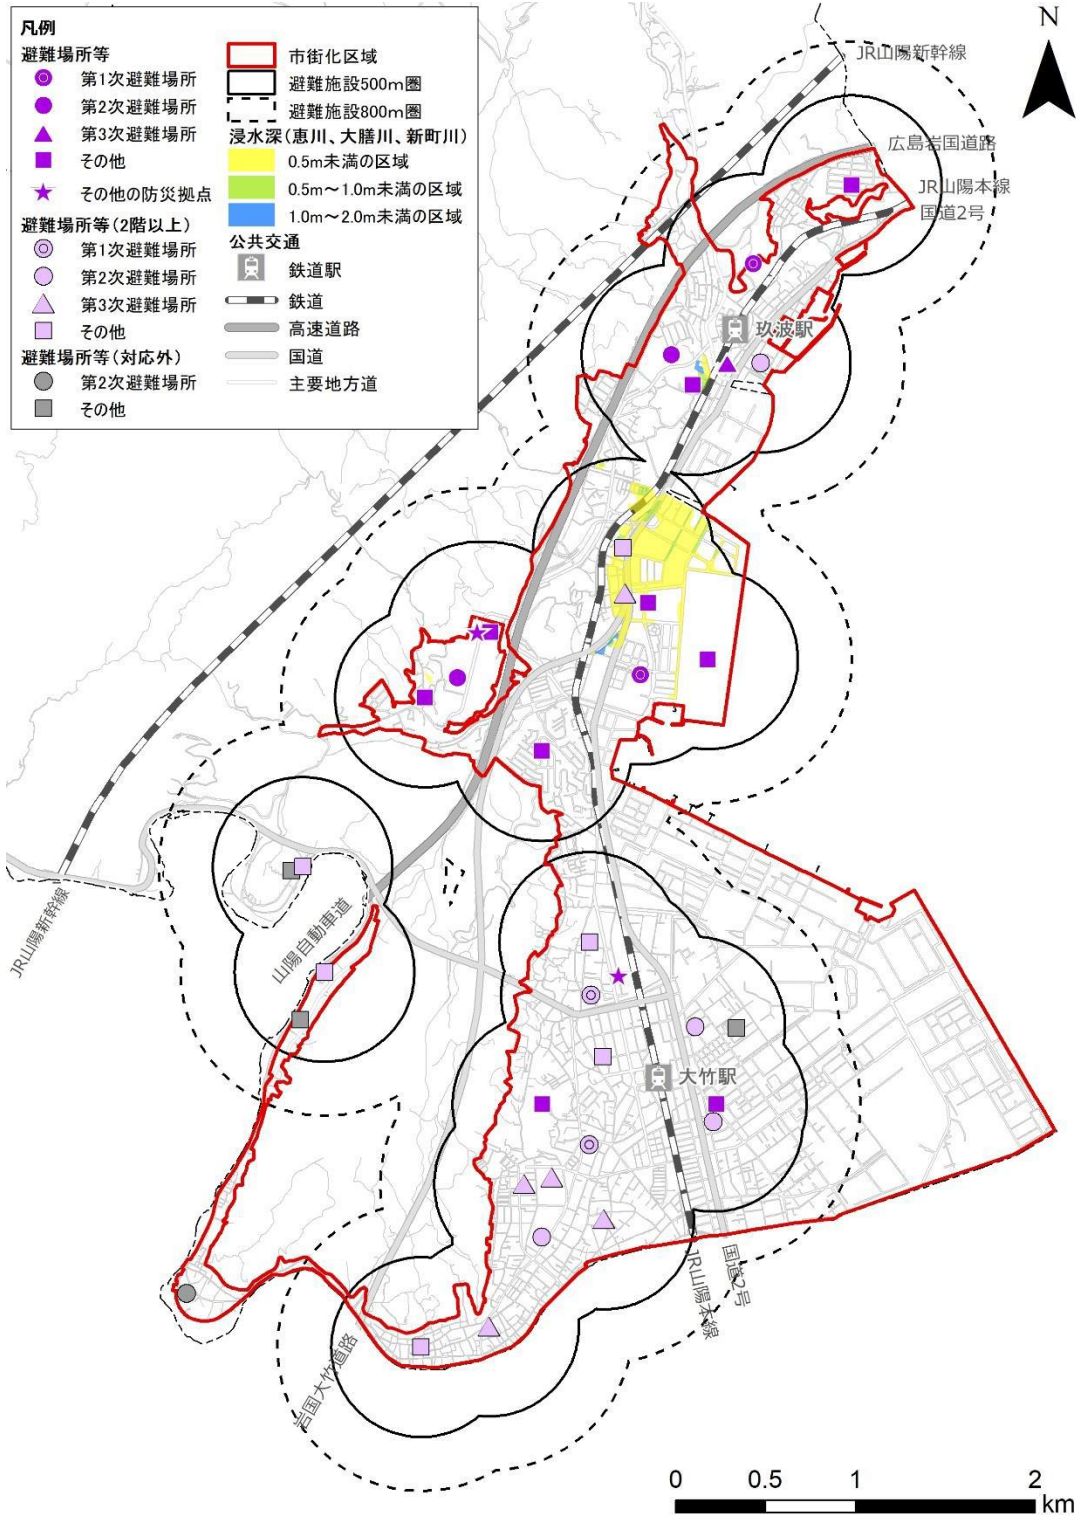 凡例
避難場所等
第1次避難場所
第2次避難場所
第3次避難場所
その他
その他の防災拠点
避難場所等(2階以上)
第1次避難場所
第2次避難場所
第3次避難場所
その他
避難場所等(対応外)
第2次避難場所
その他
市街化区域
避難施設500m圏
避難施設800m圏
浸水深(恵川、大膳川、新町川)
0.5m未満の区域
0.5m～1.0m未満の区域
1.0m～2.0m未満の区域
公共交通
鉄道駅
鉄道
高速道路
国道
主要地方道
N
JR山陽新幹線
広島岩国道路
JR山陽本線
国道2号
玖波駅
JR山陽新幹線
山陽自動車道
大竹駅
岩国大竹道路
JR山陽本線
国道2号
0 0.5 1 2
km